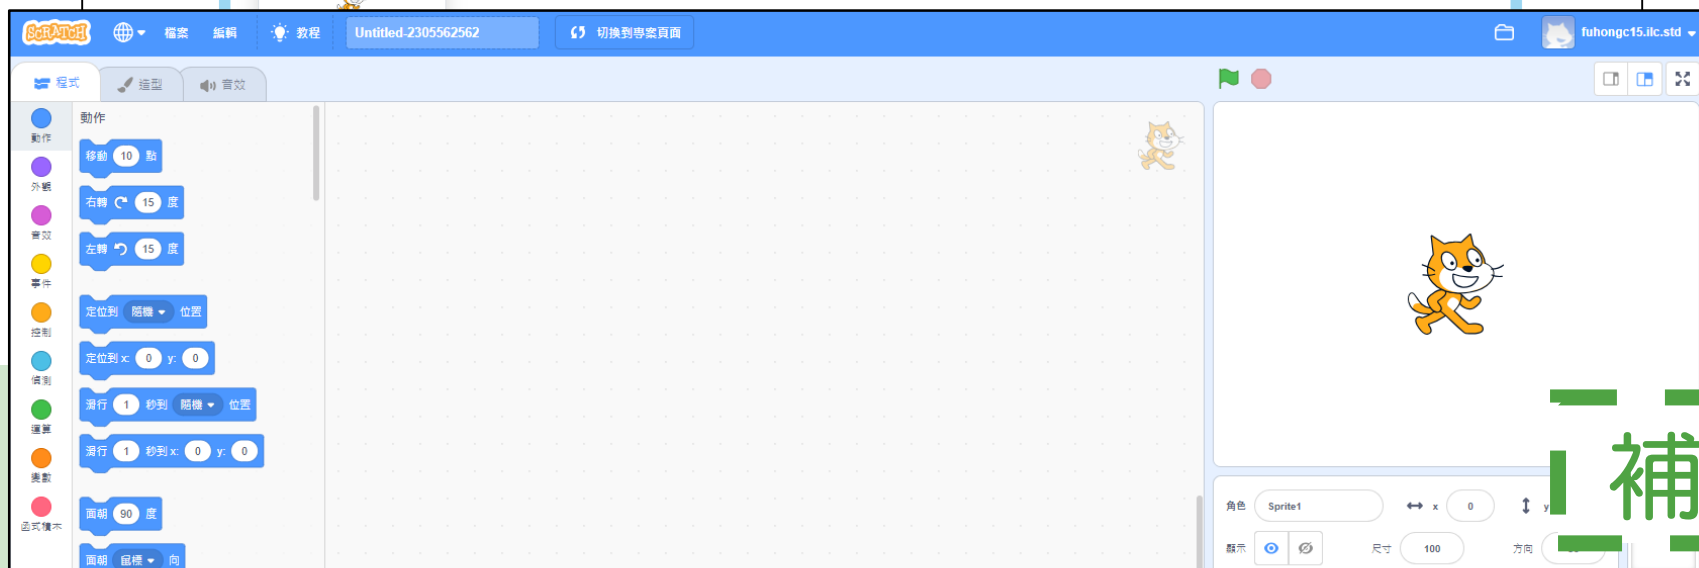 SCRATCH 檔案 編輯 教程 Untitled-2305562562 切換到專案頁面 fuhongc15.ilc.std
程式 造型 音效
動作
外觀
音效
事件
控制
偵測
運算
變數
函式積木
動作
移動 10 點
右轉 15 度
左轉 15 度
定位到 隨機 位置
定位到 x: 0 y: 0
滑行 1 秒到 隨機 位置
滑行 1 秒到 x: 0 y: 0
面朝 90 度
面朝 鼠標 向
角色 Sprite1 x 0 y
顯示 尺寸 100 方向
補